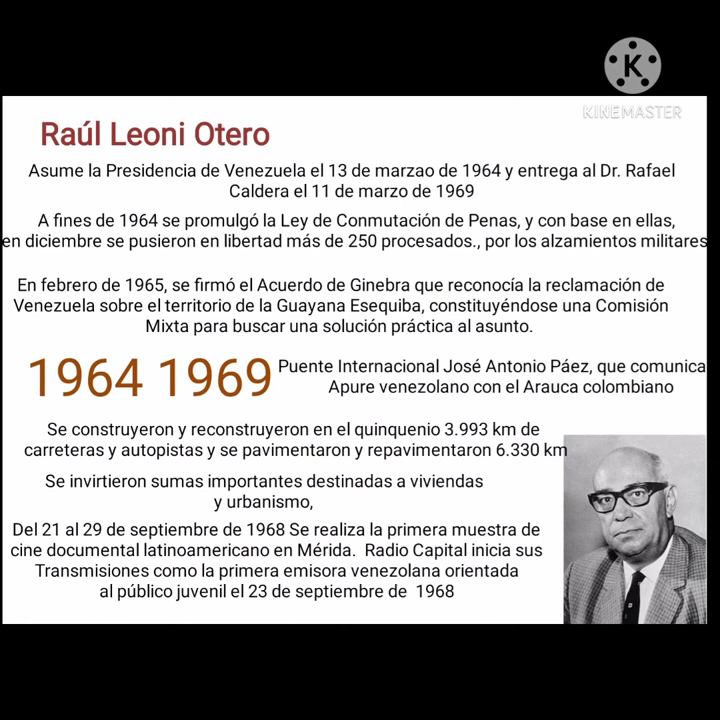 K
KINEMASTER
Raúl Leoni Otero
Asume la Presidencia de Venezuela el 13 de marzao de 1964 y entrega al Dr. Rafael
Caldera el 11 de marzo de 1969
A fines de 1964 se promulgó la Ley de Conmutación de Penas, y con base en ellas,
en diciembre se pusieron en libertad más de 250 procesados., por los alzamientos militares
En febrero de 1965, se firmó el Acuerdo de Ginebra que reconocía la reclamación de
Venezuela sobre el territorio de la Guayana Esequiba, constituyéndose una Comisión
Mixta para buscar una solución práctica al asunto.
1964 1969
Puente Internacional José Antonio Páez, que comunica
Apure venezolano con el Arauca colombiano
Se construyeron y reconstruyeron en el quinquenio 3.993 km de
carreteras y autopistas y se pavimentaron y repavimentaron 6.330 km
Se invirtieron sumas importantes destinadas a viviendas
y urbanismo,
Del 21 al 29 de septiembre de 1968 Se realiza la primera muestra de
cine documental latinoamericano en Mérida. Radio Capital inicia sus
Transmisiones como la primera emisora venezolana orientada
al público juvenil el 23 de septiembre de 1968